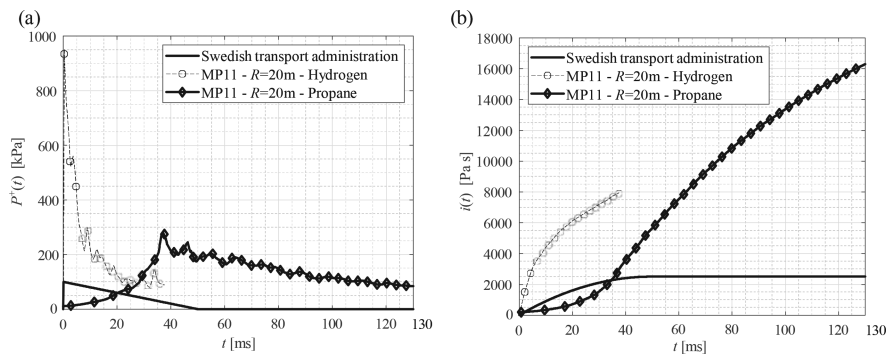 (a)
1000
800
600
400
200
0
P⁺(t) [kPa]
0 20 40 60 80 100 120 130
t [ms]
Swedish transport administration
MP11 - R=20m - Hydrogen
MP11 - R=20m - Propane
(b)
18000
16000
14000
12000
10000
8000
6000
4000
2000
0
i(t) [Pa s]
0 20 40 60 80 100 120 130
t [ms]
Swedish transport administration
MP11 - R=20m - Hydrogen
MP11 - R=20m - Propane